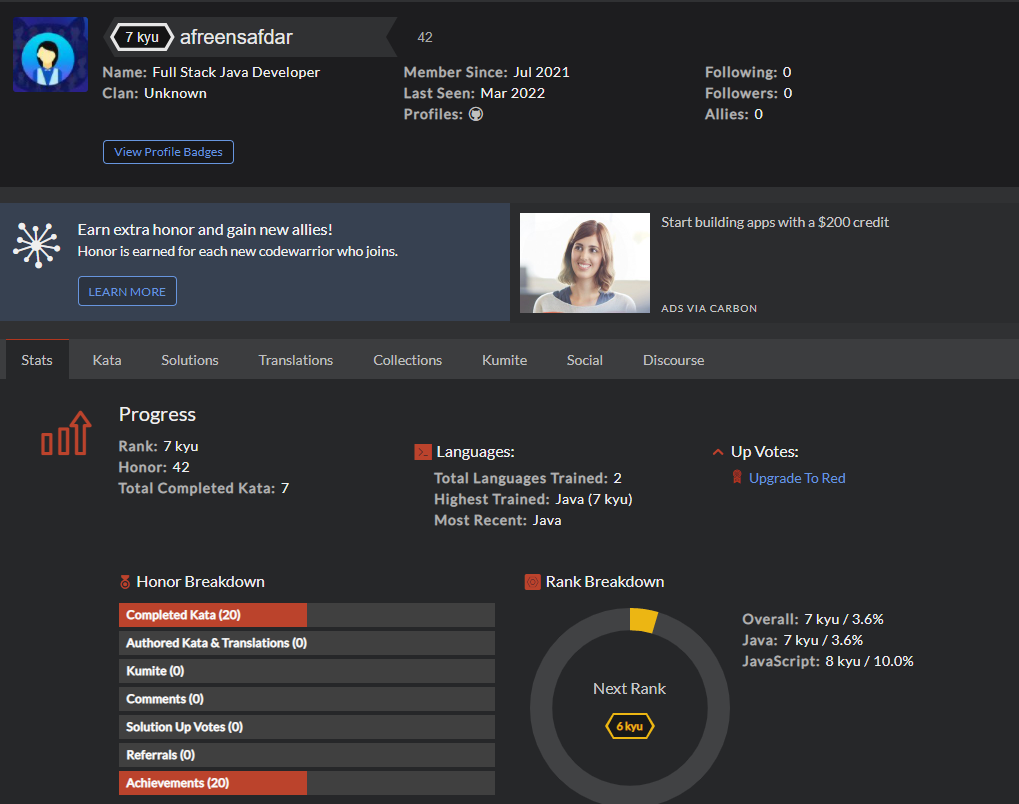 7 kyu afreensafdar 42
Name: Full Stack Java Developer
Clan: Unknown
Member Since: Jul 2021
Last Seen: Mar 2022
Profiles:
Following: 0
Followers: 0
Allies: 0
View Profile Badges
Earn extra honor and gain new allies!
Honor is earned for each new codewarrior who joins.
LEARN MORE
Start building apps with a $200 credit
ADS VIA CARBON
Stats Kata Solutions Translations Collections Kumite Social Discourse
Progress
Rank: 7 kyu
Honor: 42
Total Completed Kata: 7
Languages:
Total Languages Trained: 2
Highest Trained: Java (7 kyu)
Most Recent: Java
Up Votes:
Upgrade To Red
Honor Breakdown
Completed Kata (20)
Authored Kata & Translations (0)
Kumite (0)
Comments (0)
Solution Up Votes (0)
Referrals (0)
Achievements (20)
Rank Breakdown
Next Rank
6 kyu
Overall: 7 kyu / 3.6%
Java: 7 kyu / 3.6%
JavaScript: 8 kyu / 10.0%